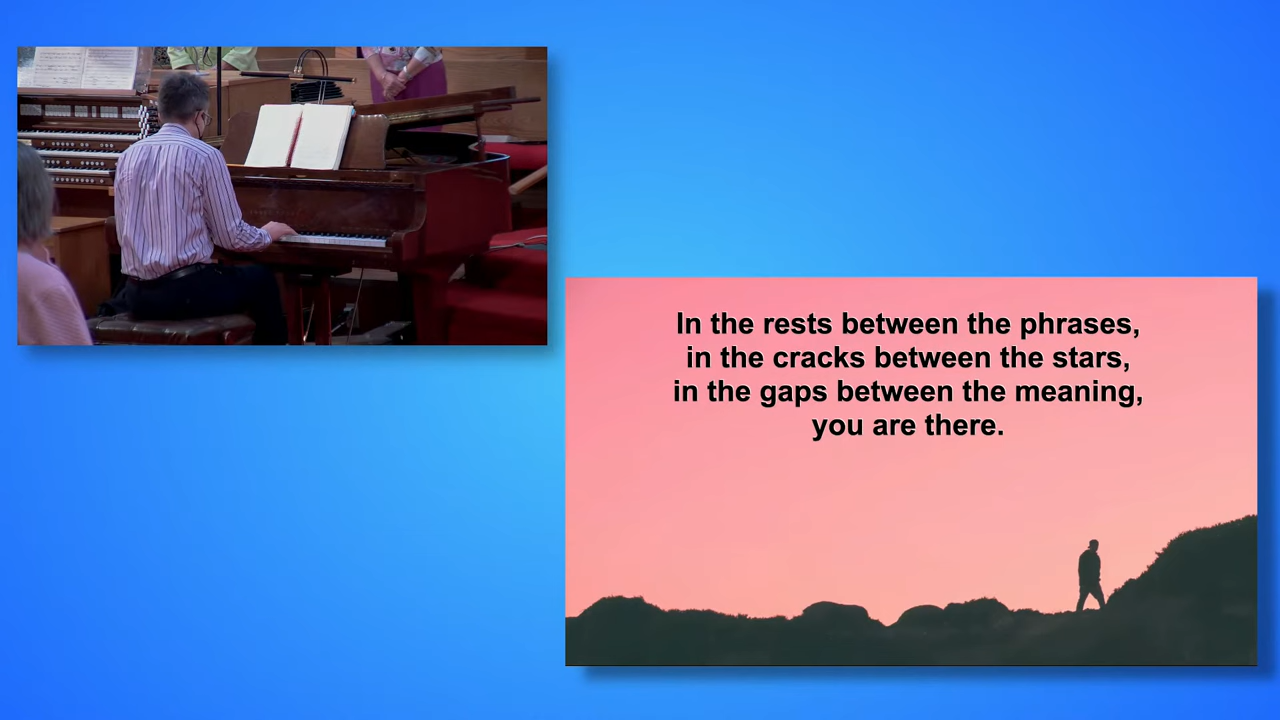 In the rests between the phrases,
in the cracks between the stars,
in the gaps between the meaning,
you are there.